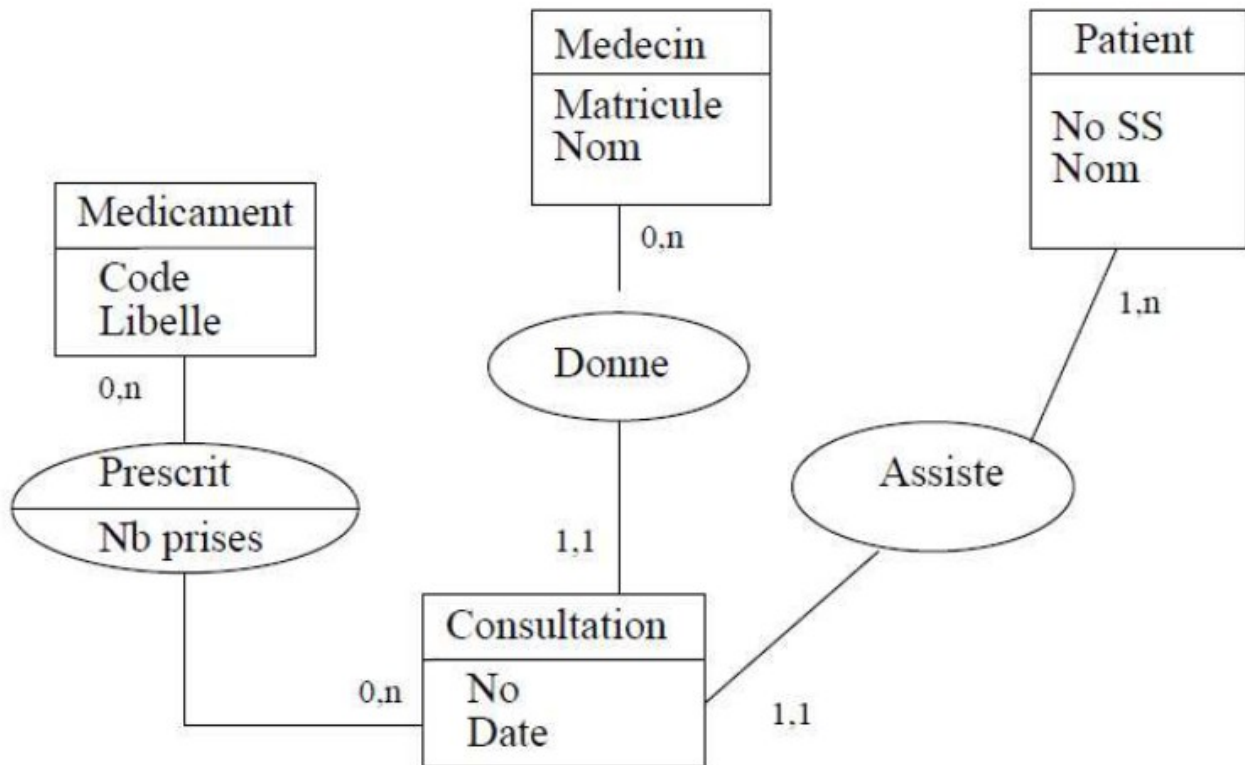 Medecin
Matricule
Nom
0,n
Patient
No SS
Nom
1,n
Medicament
Code
Libelle
0,n
Donne
1,1
Assiste
1,1
Prescrit
Nb prises
0,n
Consultation
No
Date